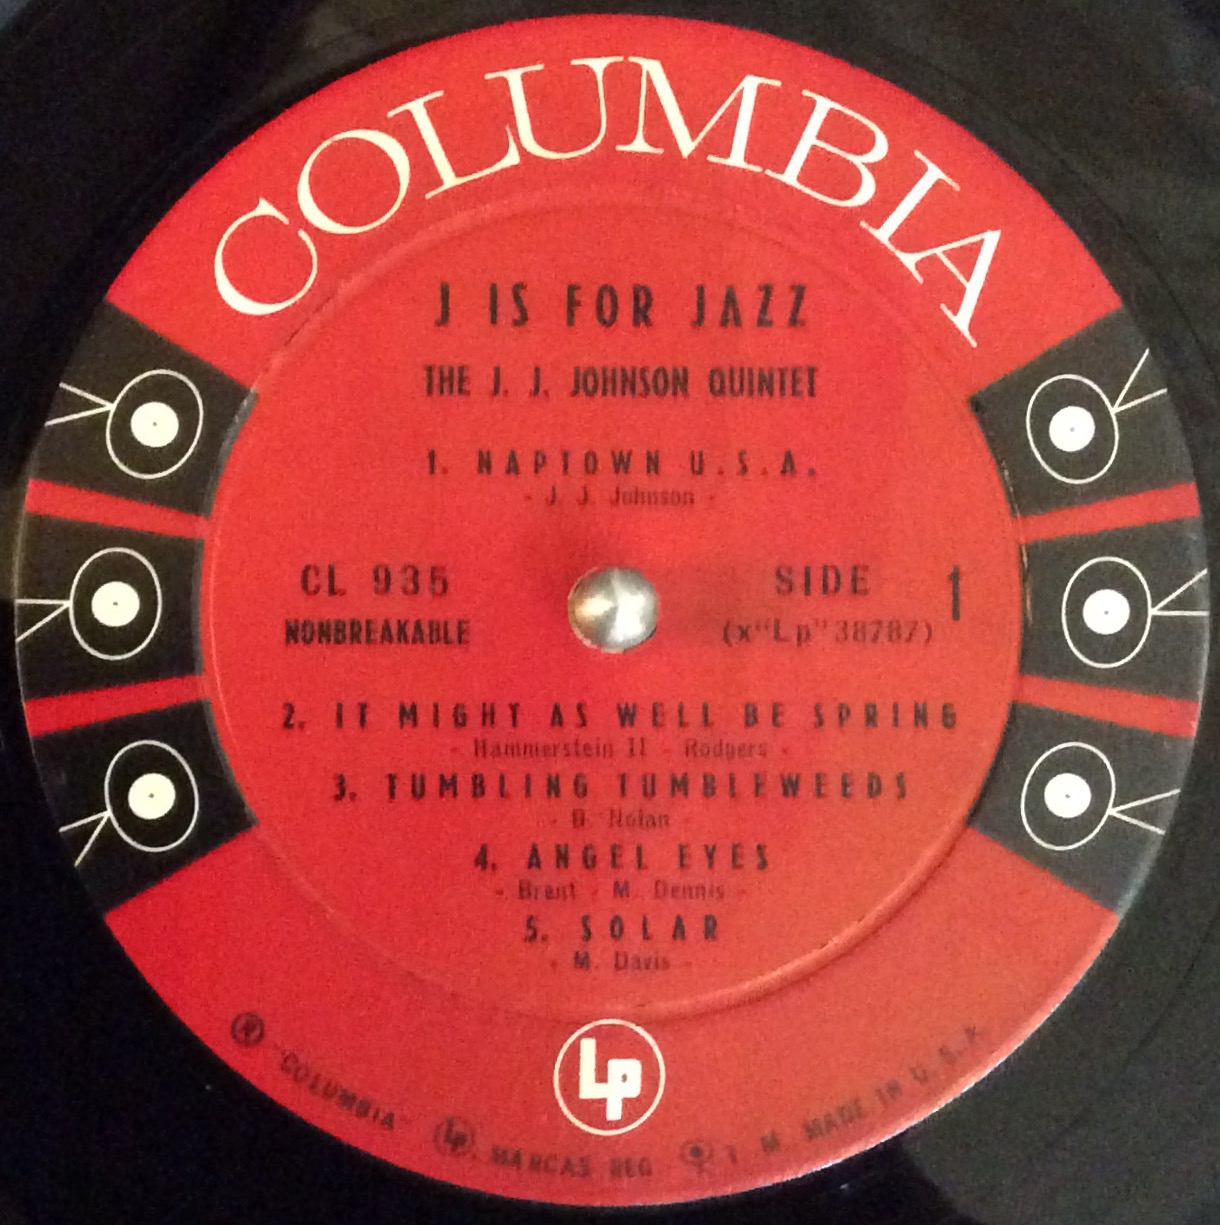 COLUMBIA
J IS FOR JAZZ
THE J. J. JOHNSON QUINTET
1. NAPTOWN U.S.A.
- J. J. Johnson -
CL 935
NONBREAKABLE
SIDE 1
(x"Lp"38787)
2. IT MIGHT AS WELL BE SPRING
- Hammerstein II - Rodgers -
3. TUMBLING TUMBLEWEEDS
- B. Nolan -
4. ANGEL EYES
- Brent - M. Dennis -
5. SOLAR
- M. Davis -
Lp
® "COLUMBIA" Lp MARCAS REG T. M. MADE IN U. S. A.